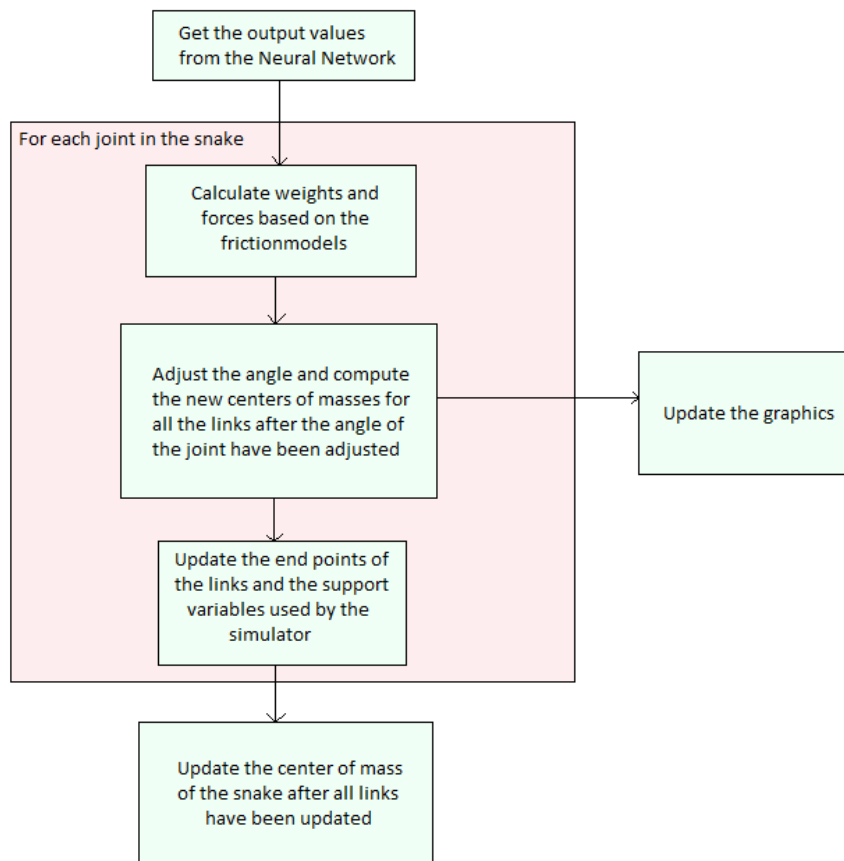 Get the output values
from the Neural Network
For each joint in the snake
Calculate weights and
forces based on the
frictionmodels
Adjust the angle and compute
the new centers of masses for
all the links after the angle of
the joint have been adjusted
Update the graphics
Update the end points of
the links and the support
variables used by the
simulator
Update the center of mass
of the snake after all links
have been updated